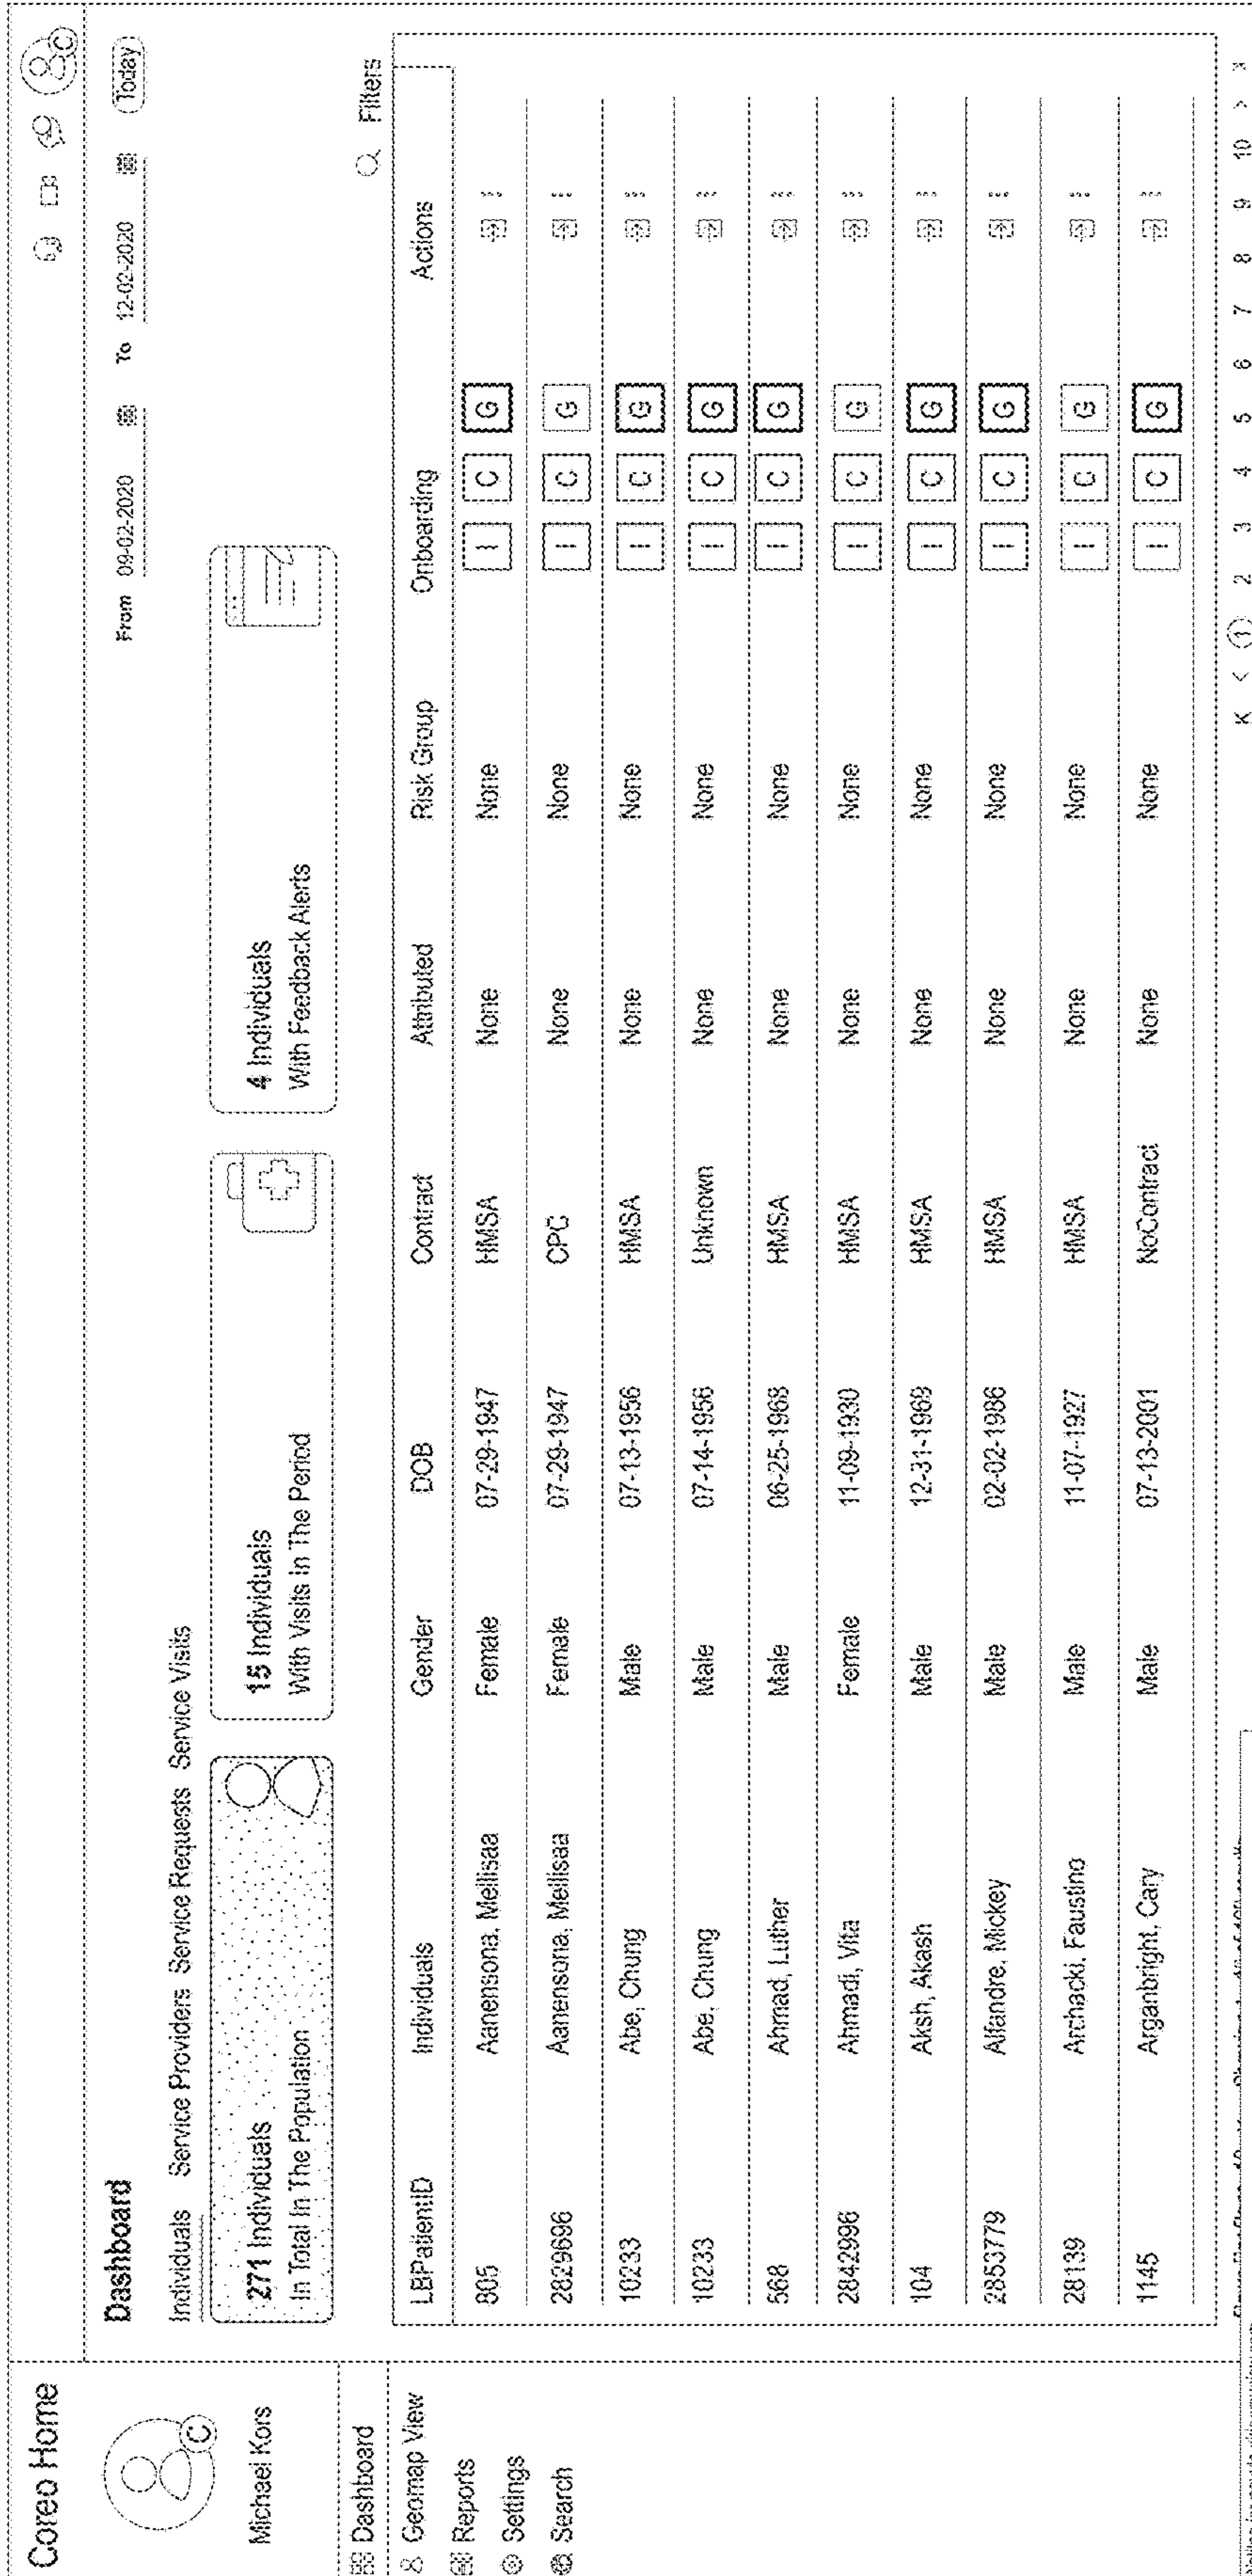 Coreo Home
Michael Kors
Dashboard
Geomap View
Reports
Settings
Search
Dashboard
From 09-02-2020 To 12-02-2020 Today
Individuals Service Providers Service Requests Service Visits
271 Individuals
In Total In The Population
15 Individuals
With Visits In The Period
4 Individuals
With Feedback Alerts
Filters
LBPatientID Individuals Gender DOB Contract Attributed Risk Group Onboarding Actions
805 Aanensona, Mellisaa Female 07-29-1947 HMSA None None I C G
2829696 Aanensona, Mellisaa Female 07-29-1947 CPC None None I C G
10233 Abe, Chung Male 07-13-1956 HMSA None None I C G
10233 Abe, Chung Male 07-14-1956 Unknown None None I C G
568 Ahmad, Luther Male 06-25-1968 HMSA None None I C G
2842996 Ahmadi, Vita Female 11-09-1930 HMSA None None I C G
104 Aksh, Akash Male 12-31-1969 HMSA None None I C G
2853779 Alfandre, Mickey Male 02-02-1986 HMSA None None I C G
28139 Archacki, Faustino Male 11-07-1927 HMSA None None I C G
1145 Arganbright, Cary Male 07-13-2001 NoContract None None I C G
K < 1 2 3 4 5 6 7 8 9 10 >